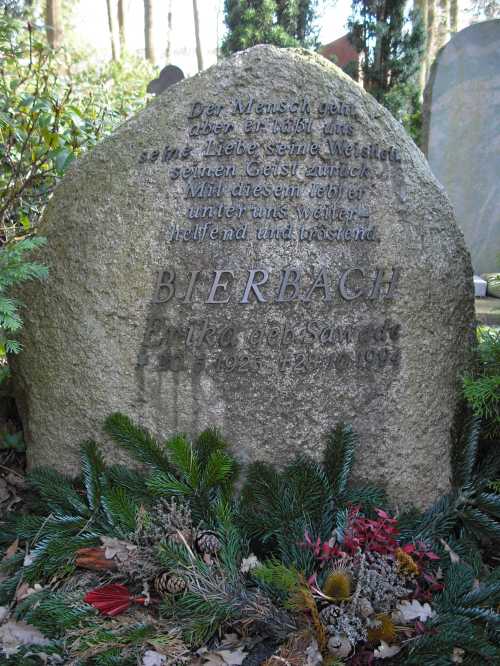 Der Mensch geht,
aber er läßt uns
seine Liebe, seine Weisheit,
seinen Geist zurück.
Mit diesem lebt er
unter uns weiter -
helfend und tröstend.
BIERBACH
Erika geb. Sawade
1925